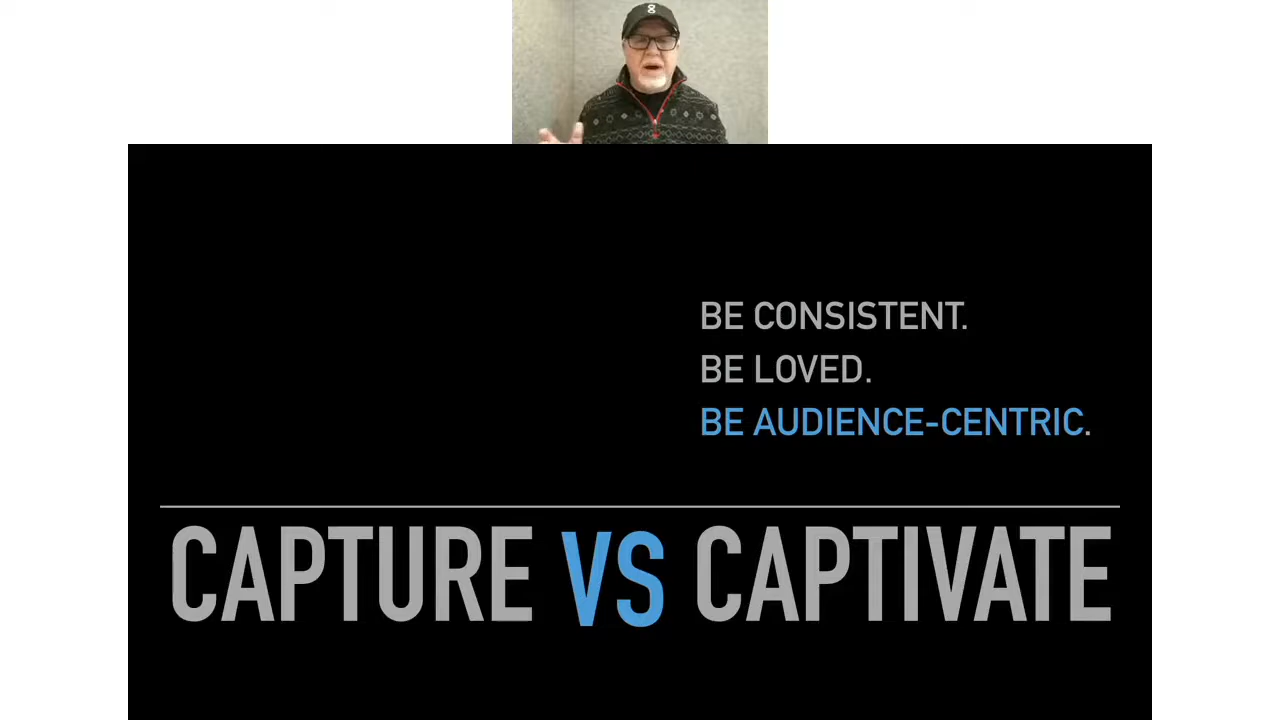 BE CONSISTENT.
BE LOVED.
BE AUDIENCE-CENTRIC.
CAPTURE VS CAPTIVATE